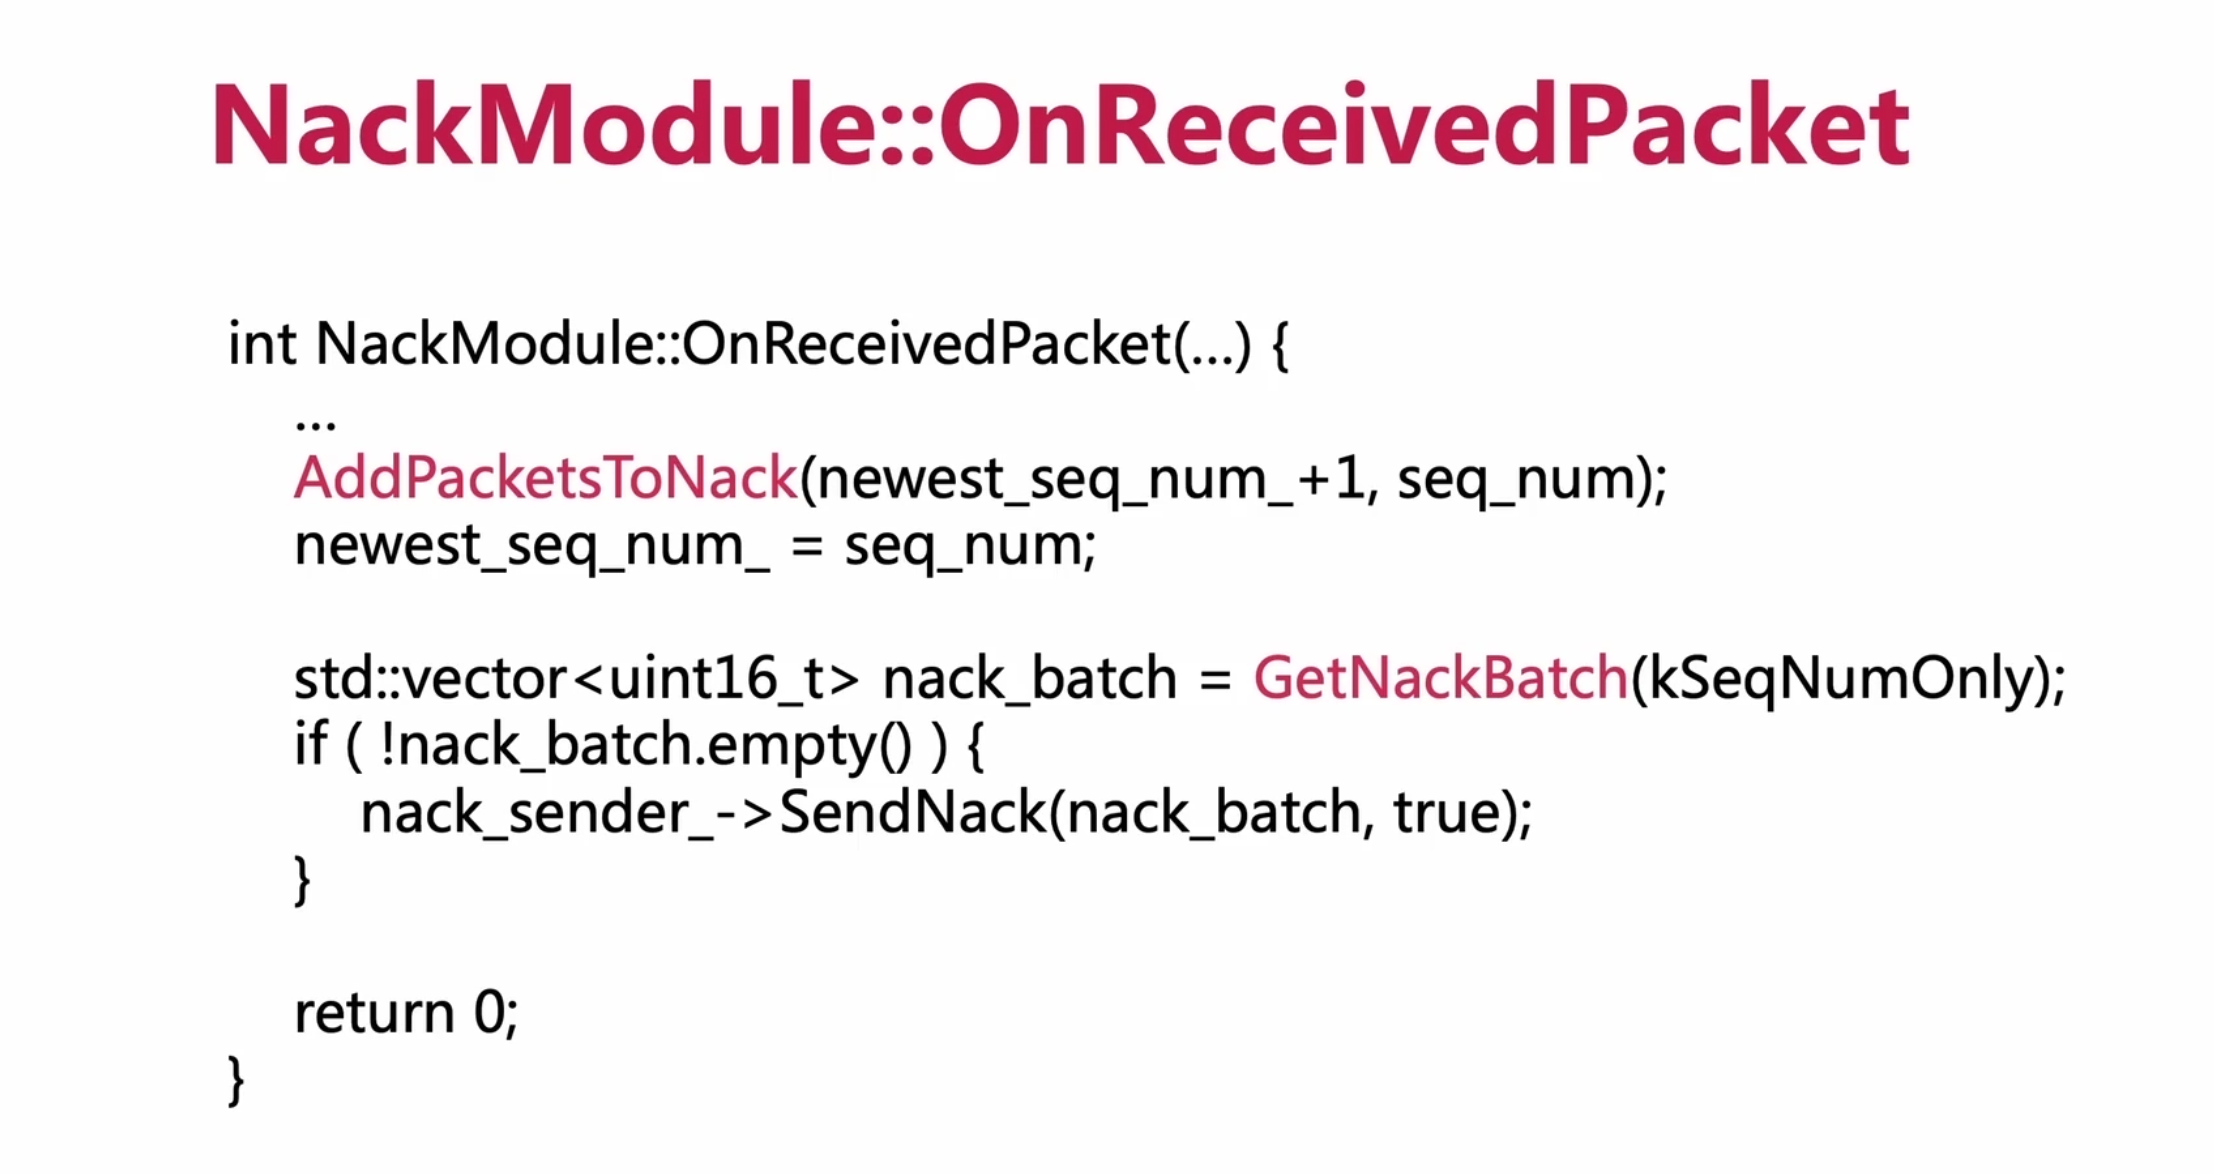 NackModule::OnReceivedPacket
int NackModule::OnReceivedPacket(...) {
...
AddPacketsToNack(newest_seq_num_+1, seq_num);
newest_seq_num_ = seq_num;
std::vector<uint16_t> nack_batch = GetNackBatch(kSeqNumOnly);
if ( !nack_batch.empty() ) {
nack_sender_->SendNack(nack_batch, true);
}
return 0;
}